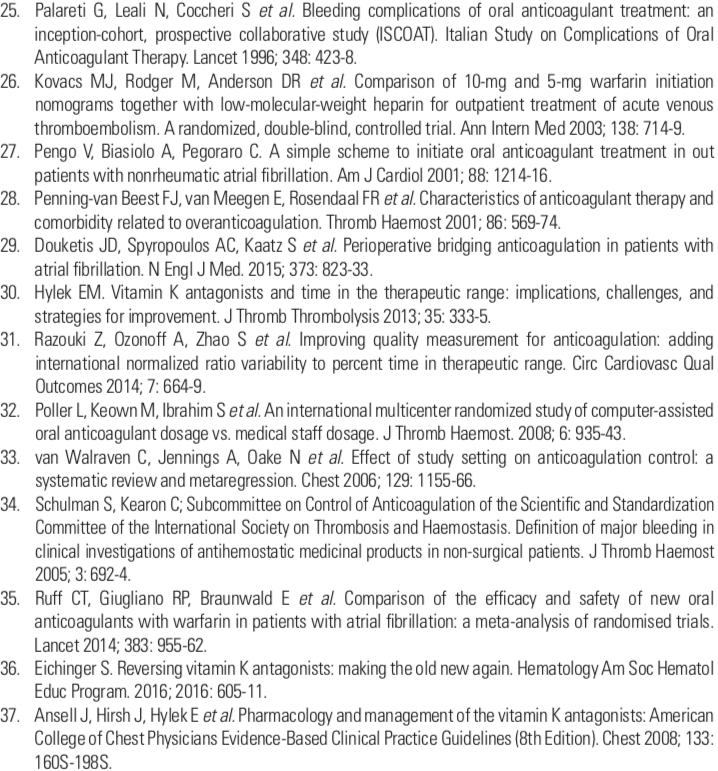 25. Palareti G, Leali N, Coccheri S et al. Bleeding complications of oral anticoagulant treatment: an
inception-cohort, prospective collaborative study (ISCOAT). Italian Study on Complications of Oral
Anticoagulant Therapy. Lancet 1996; 348: 423-8.
26. Kovacs MJ, Rodger M, Anderson DR et al. Comparison of 10-mg and 5-mg warfarin initiation
nomograms together with low-molecular-weight heparin for outpatient treatment of acute venous
thromboembolism. A randomized, double-blind, controlled trial. Ann Intern Med 2003; 138: 714-9.
27. Pengo V, Biasiolo A, Pegoraro C. A simple scheme to initiate oral anticoagulant treatment in out
patients with nonrheumatic atrial fibrillation. Am J Cardiol 2001; 88: 1214-16.
28. Penning-van Beest FJ, van Meegen E, Rosendaal FR et al. Characteristics of anticoagulant therapy and
comorbidity related to overanticoagulation. Thromb Haemost 2001; 86: 569-74.
29. Douketis JD, Spyropoulos AC, Kaatz S et al. Perioperative bridging anticoagulation in patients with
atrial fibrillation. N Engl J Med. 2015; 373: 823-33.
30. Hylek EM. Vitamin K antagonists and time in the therapeutic range: implications, challenges, and
strategies for improvement. J Thromb Thrombolysis 2013; 35: 333-5.
31. Razouki Z, Ozonoff A, Zhao S et al. Improving quality measurement for anticoagulation: adding
international normalized ratio variability to percent time in therapeutic range. Circ Cardiovasc Qual
Outcomes 2014; 7: 664-9.
32. Poller L, Keown M, Ibrahim S et al. An international multicenter randomized study of computer-assisted
oral anticoagulant dosage vs. medical staff dosage. J Thromb Haemost. 2008; 6: 935-43.
33. van Walraven C, Jennings A, Oake N et al. Effect of study setting on anticoagulation control: a
systematic review and metaregression. Chest 2006; 129: 1155-66.
34. Schulman S, Kearon C; Subcommittee on Control of Anticoagulation of the Scientific and Standardization
Committee of the International Society on Thrombosis and Haemostasis. Definition of major bleeding in
clinical investigations of antihemostatic medicinal products in non-surgical patients. J Thromb Haemost
2005; 3: 692-4.
35. Ruff CT, Giugliano RP, Braunwald E et al. Comparison of the efficacy and safety of new oral
anticoagulants with warfarin in patients with atrial fibrillation: a meta-analysis of randomised trials.
Lancet 2014; 383: 955-62.
36. Eichinger S. Reversing vitamin K antagonists: making the old new again. Hematology Am Soc Hematol
Educ Program. 2016; 2016: 605-11.
37. Ansell J, Hirsh J, Hylek E et al. Pharmacology and management of the vitamin K antagonists: American
College of Chest Physicians Evidence-Based Clinical Practice Guidelines (8th Edition). Chest 2008; 133:
160S-198S.